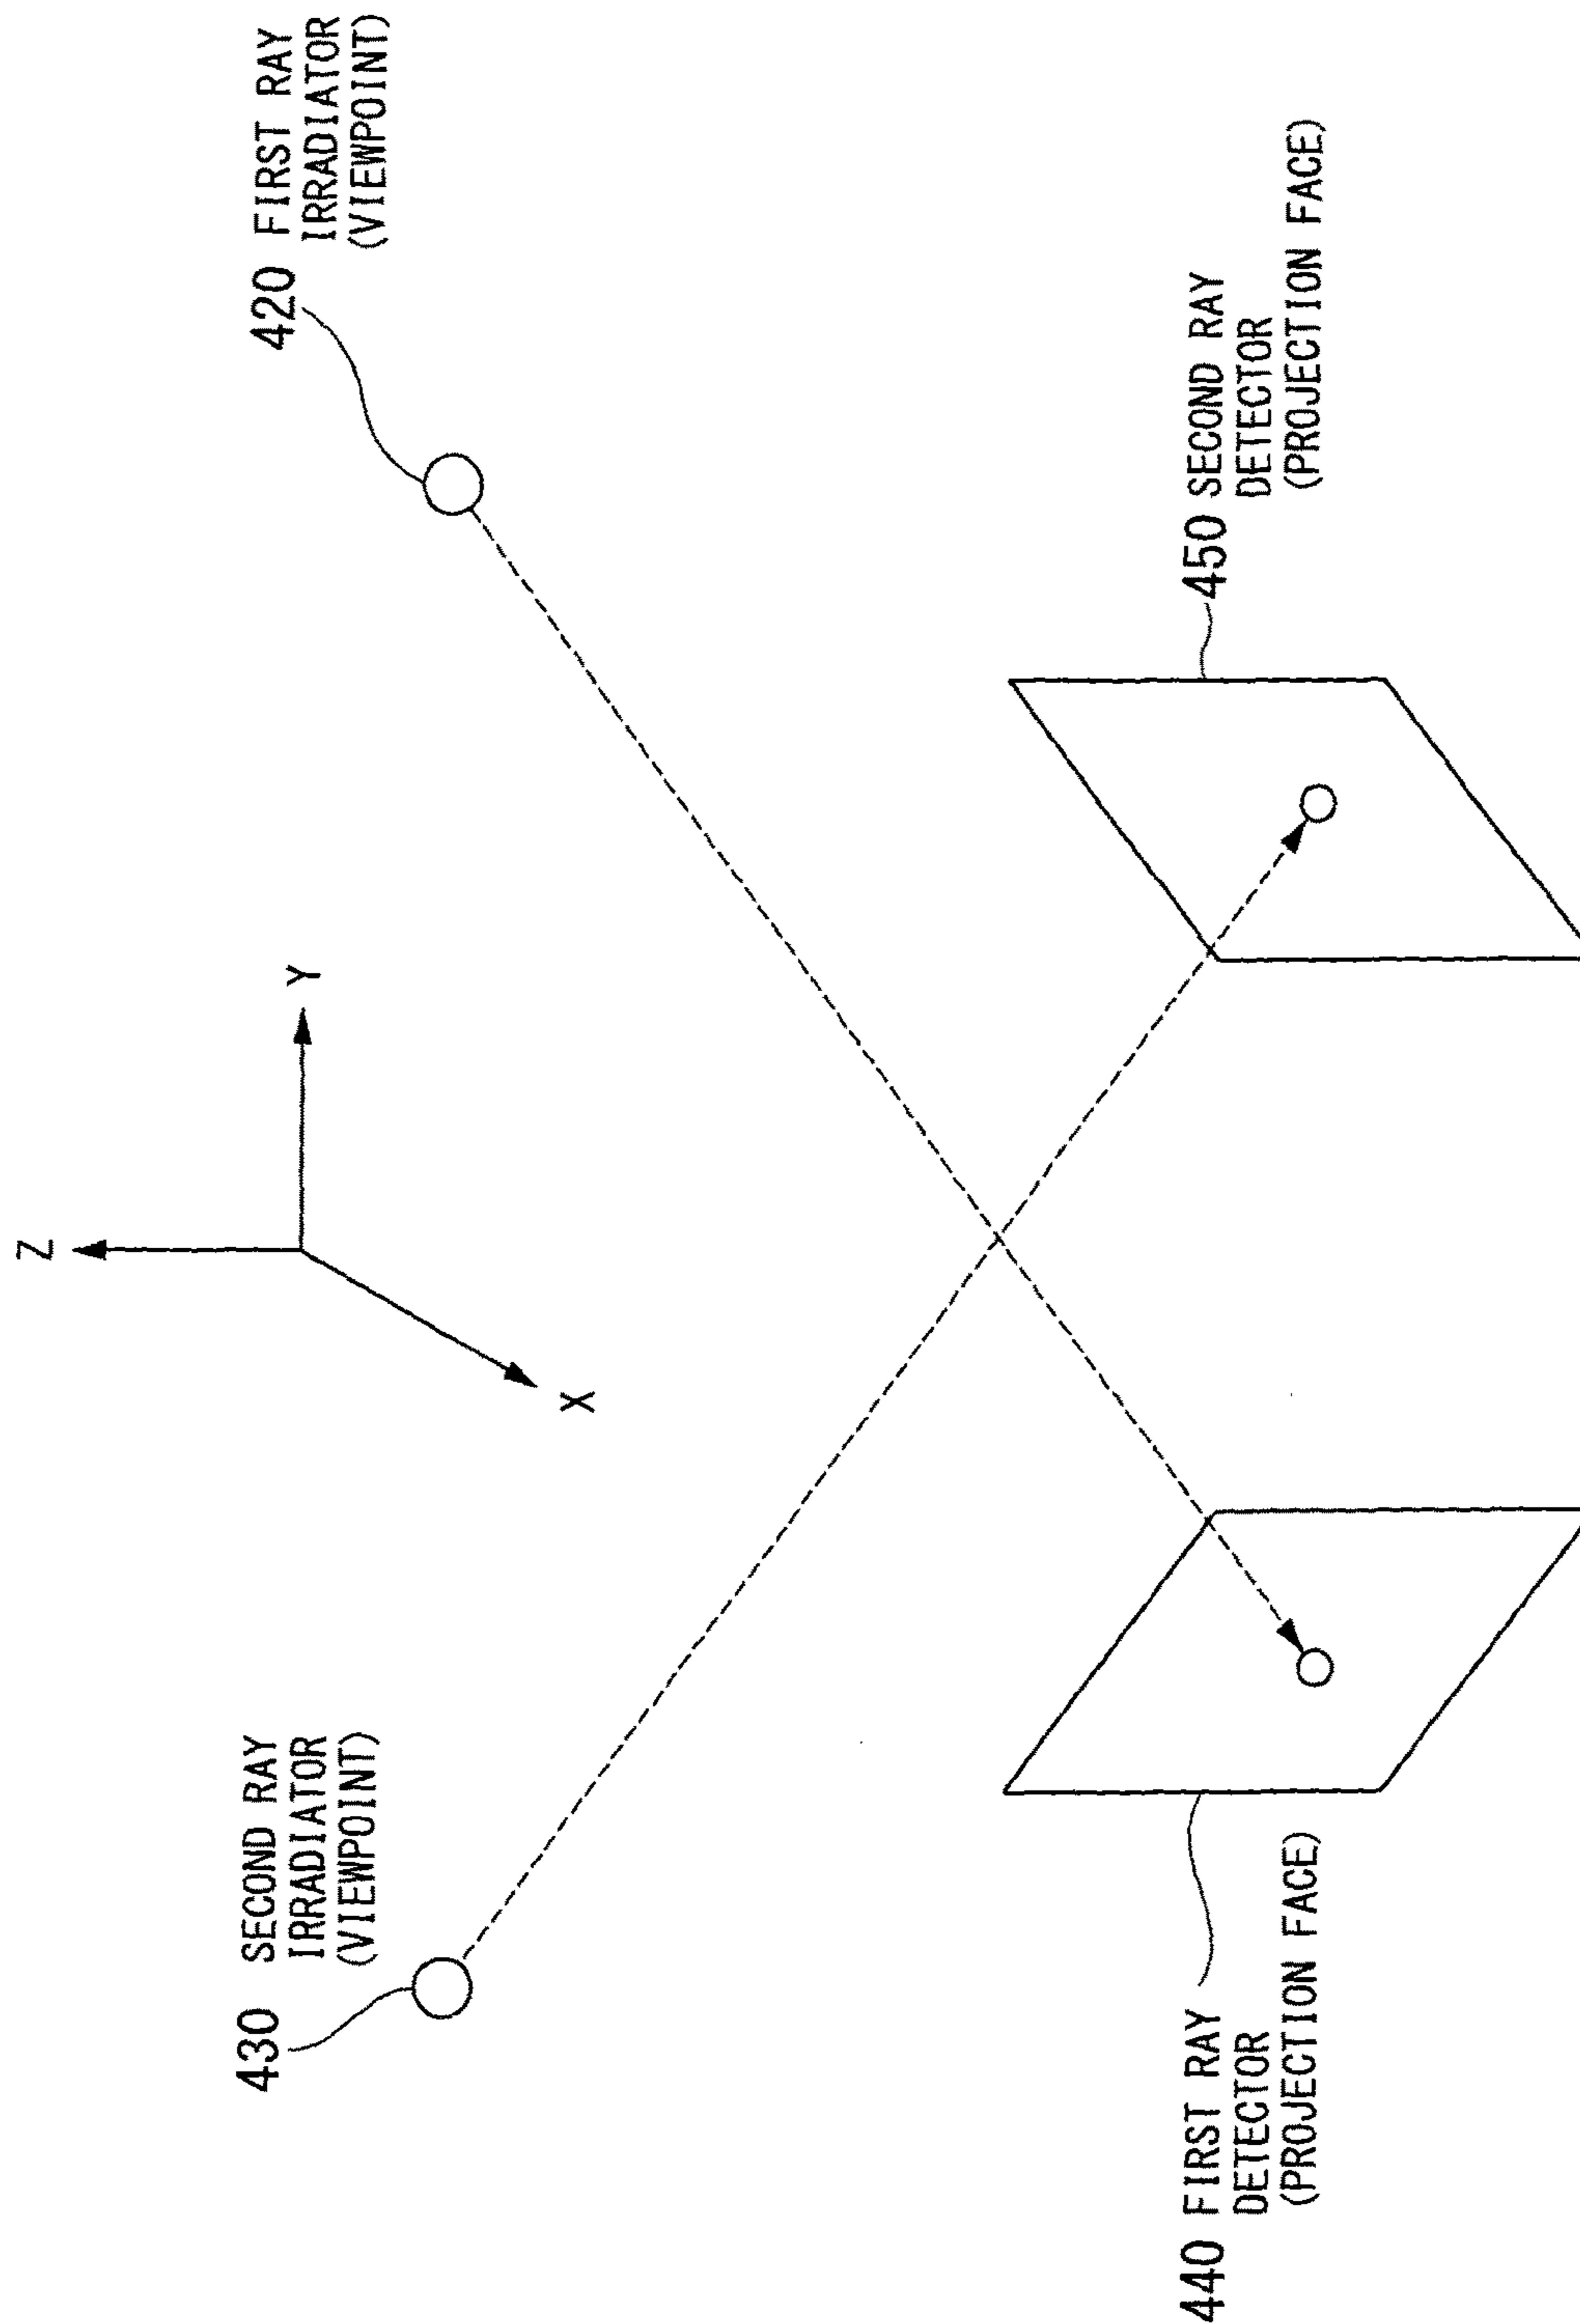 Z
Y
X
430 SECOND RAY
IRRADIATOR
(VIEWPOINT)
420 FIRST RAY
IRRADIATOR
(VIEWPOINT)
440 FIRST RAY
DETECTOR
(PROJECTION FACE)
450 SECOND RAY
DETECTOR
(PROJECTION FACE)